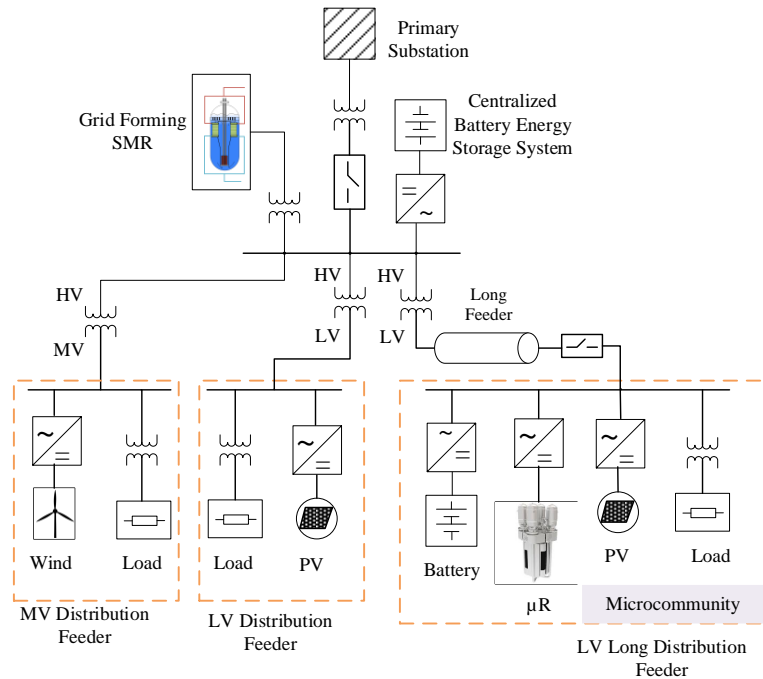 Primary
Substation
Grid Forming
SMR
Centralized
Battery Energy
Storage System
HV
HV
HV
Long
Feeder
MV
LV
LV
Wind
Load
Load
PV
Battery
µR
PV
Load
Microcommunity
MV Distribution
Feeder
LV Distribution
Feeder
LV Long Distribution
Feeder